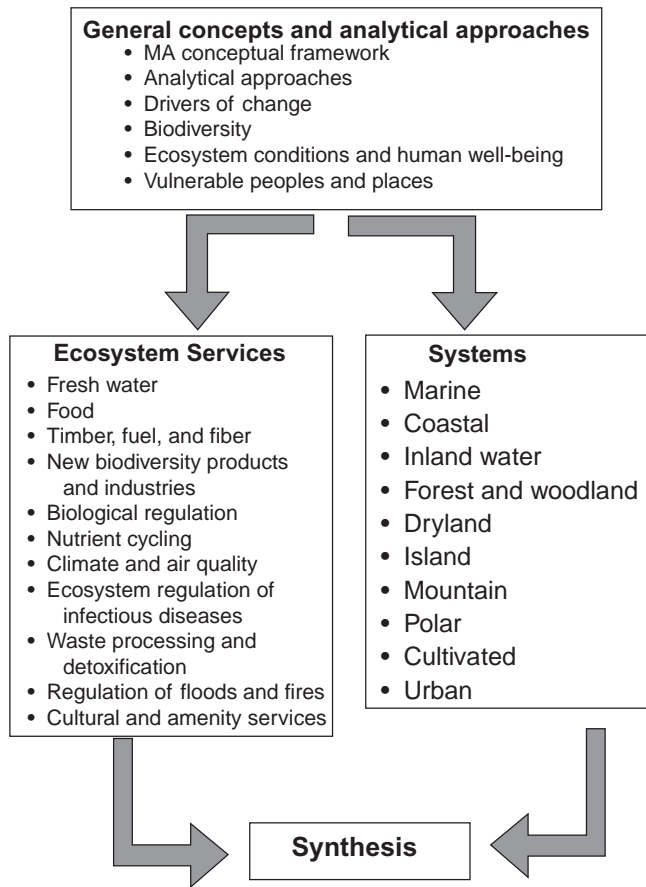 General concepts and analytical approaches
• MA conceptual framework
• Analytical approaches
• Drivers of change
• Biodiversity
• Ecosystem conditions and human well-being
• Vulnerable peoples and places
Ecosystem Services
• Fresh water
• Food
• Timber, fuel, and fiber
• New biodiversity products
and industries
• Biological regulation
• Nutrient cycling
• Climate and air quality
• Ecosystem regulation of
infectious diseases
• Waste processing and
detoxification
• Regulation of floods and fires
• Cultural and amenity services
Systems
• Marine
• Coastal
• Inland water
• Forest and woodland
• Dryland
• Island
• Mountain
• Polar
• Cultivated
• Urban
Synthesis